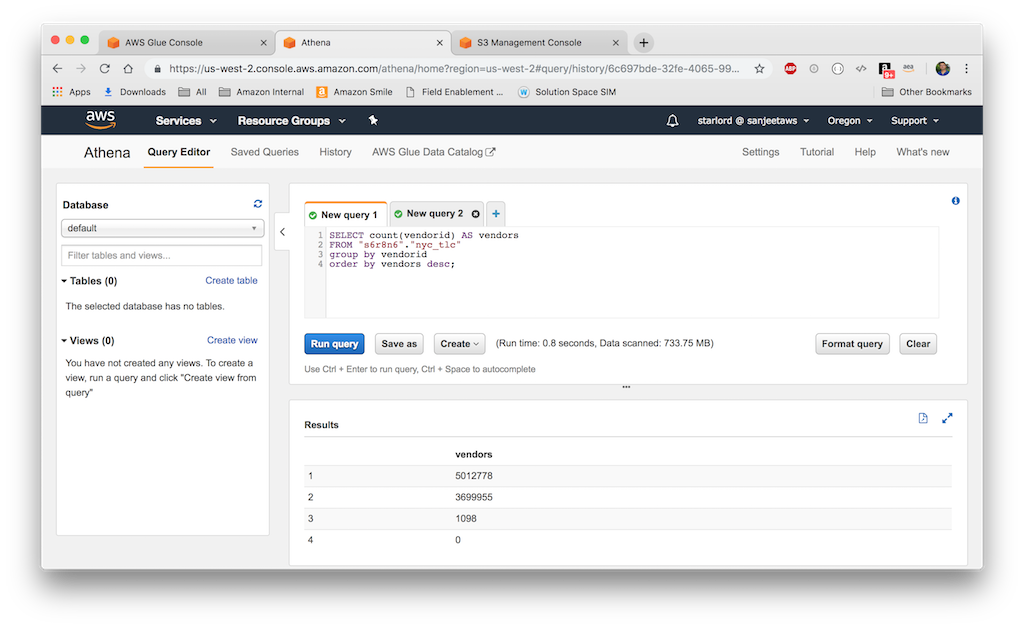 AWS Glue Console
Athena
S3 Management Console
https://us-west-2.console.aws.amazon.com/athena/home?region=us-west-2#query/history/6c697bde-32fe-4065-99...
ABP
Apps Downloads All Amazon Internal Amazon Smile Field Enablement ... Solution Space SIM Other Bookmarks
aws Services Resource Groups starlord @ sanjeetaws Oregon Support
Athena Query Editor Saved Queries History AWS Glue Data Catalog Settings Tutorial Help What's new
Database
default
Filter tables and views...
Tables (0) Create table
The selected database has no tables.
Views (0) Create view
You have not created any views. To create a
view, run a query and click "Create view from
query"
New query 1 New query 2 +
1 SELECT count(vendorid) AS vendors
2 FROM "s6r8n6"."nyc_tlc"
3 group by vendorid
4 order by vendors desc;
Run query Save as Create (Run time: 0.8 seconds, Data scanned: 733.75 MB) Format query Clear
Use Ctrl + Enter to run query, Ctrl + Space to autocomplete
Results
vendors
1 5012778
2 3699955
3 1098
4 0